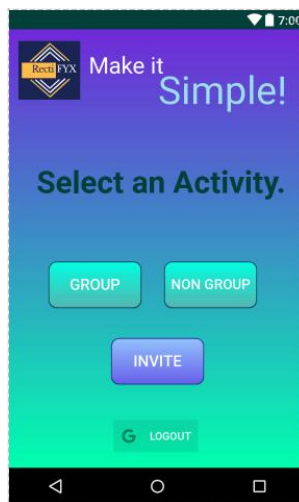 7:00
Recti FYX
Make it
Simple!
Select an Activity.
GROUP
NON GROUP
INVITE
G LOGOUT